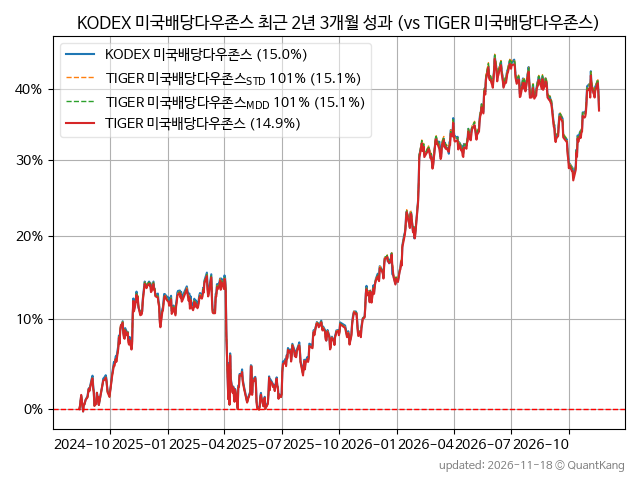 KODEX 미국배당다우존스 최근 2년 3개월 성과 (vs TIGER 미국배당다우존스)
KODEX 미국배당다우존스 (15.0%)
TIGER 미국배당다우존스STD 101% (15.1%)
TIGER 미국배당다우존스MDD 101% (15.1%)
TIGER 미국배당다우존스 (14.9%)
40%
30%
20%
10%
0%
2024-10 2025-01 2025-04 2025-07 2025-10 2026-01 2026-04 2026-07 2026-10
updated: 2026-11-18 © QuantKang